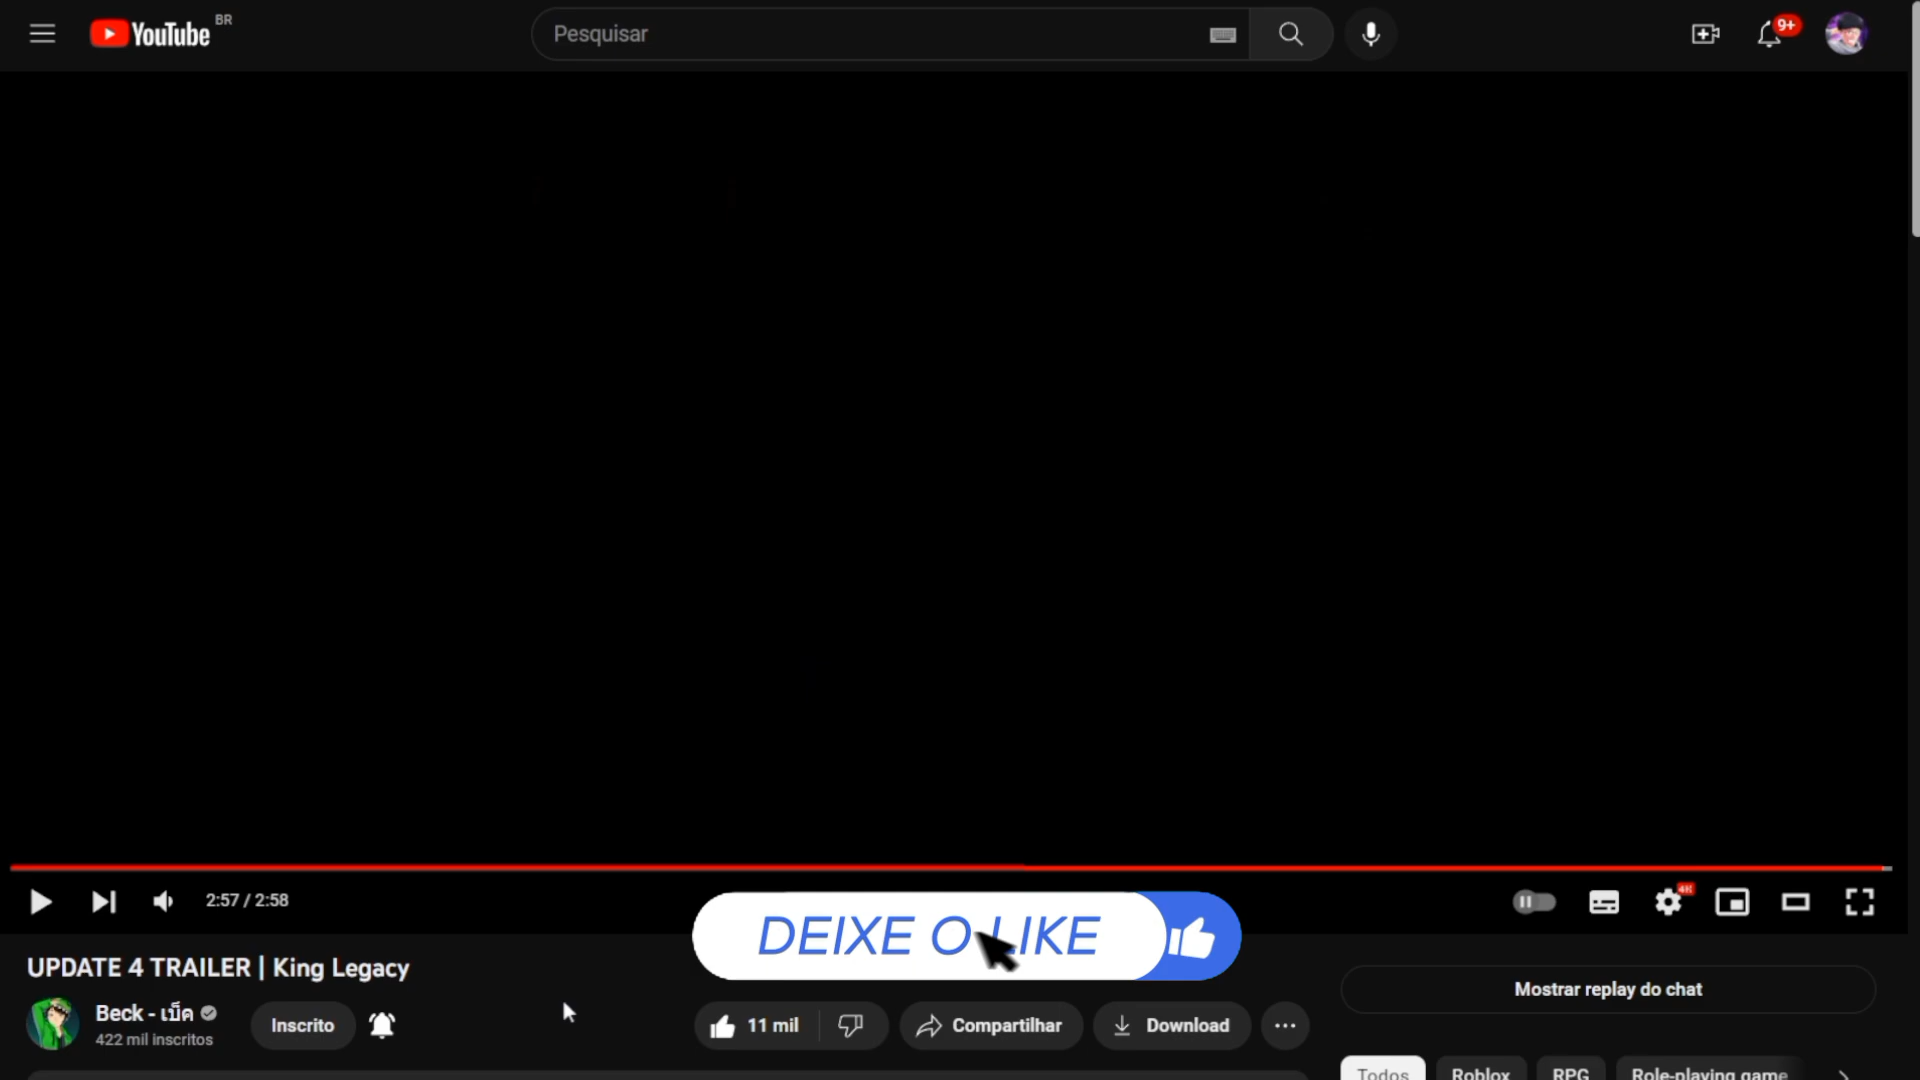 YouTube BR
Pesquisar
9+
2:57 / 2:58
4K
DEIXE O LIKE
UPDATE 4 TRAILER | King Legacy
Beck - เบ็ค
422 mil inscritos
Inscrito
11 mil
Compartilhar
Download
Mostrar replay do chat
Todos
Roblox
RPG
Role-playing game